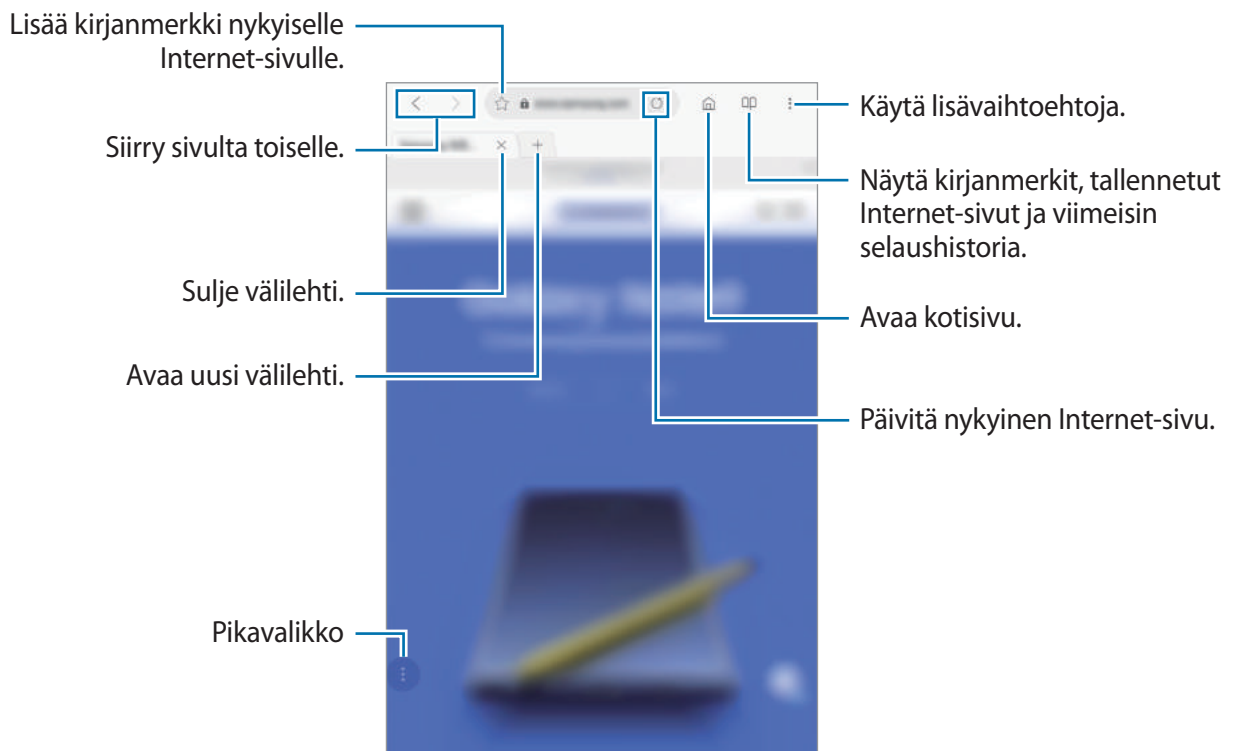 Lisää kirjanmerkki nykyiselle
Internet-sivulle.
Siirry sivulta toiselle.
Sulje välilehti.
Avaa uusi välilehti.
Pikavalikko
Käytä lisävaihtoehtoja.
Näytä kirjanmerkit, tallennetut
Internet-sivut ja viimeisin
selaushistoria.
Avaa kotisivu.
Päivitä nykyinen Internet-sivu.